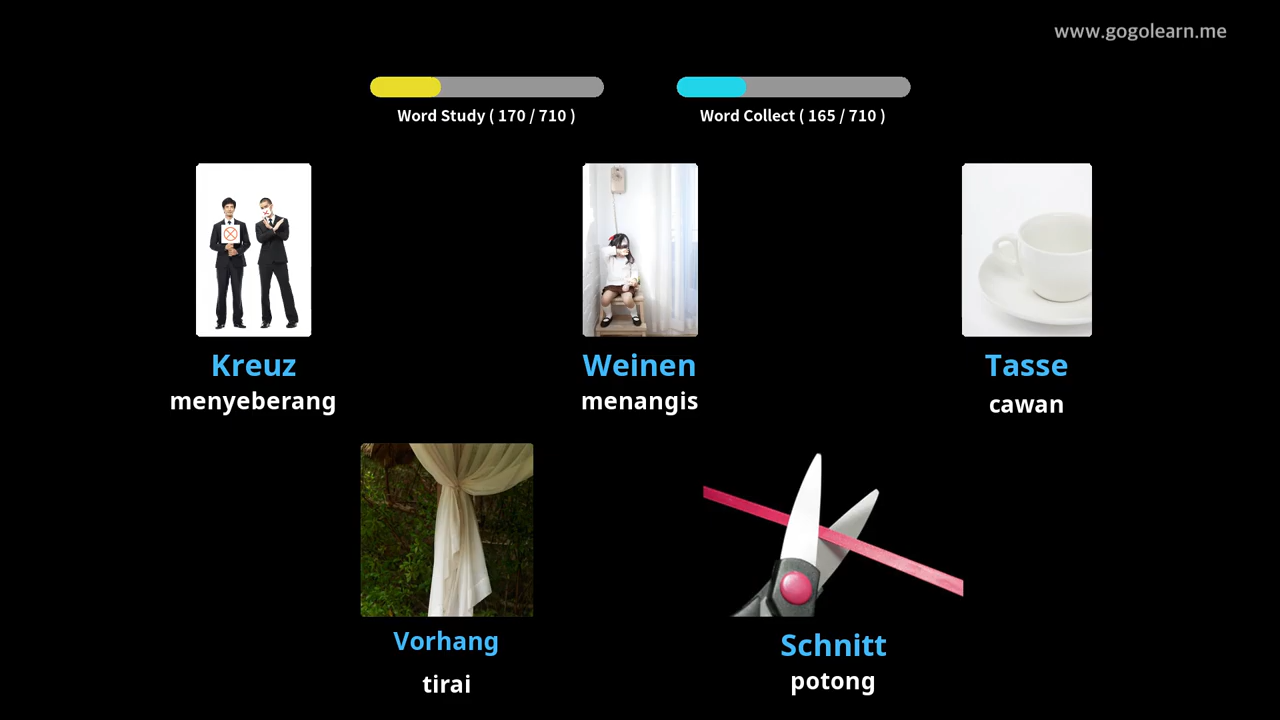 www.gogolearn.me
Word Study ( 170 / 710 )
Word Collect ( 165 / 710 )
Kreuz
menyeberang
Weinen
menangis
Tasse
cawan
Vorhang
tirai
Schnitt
potong